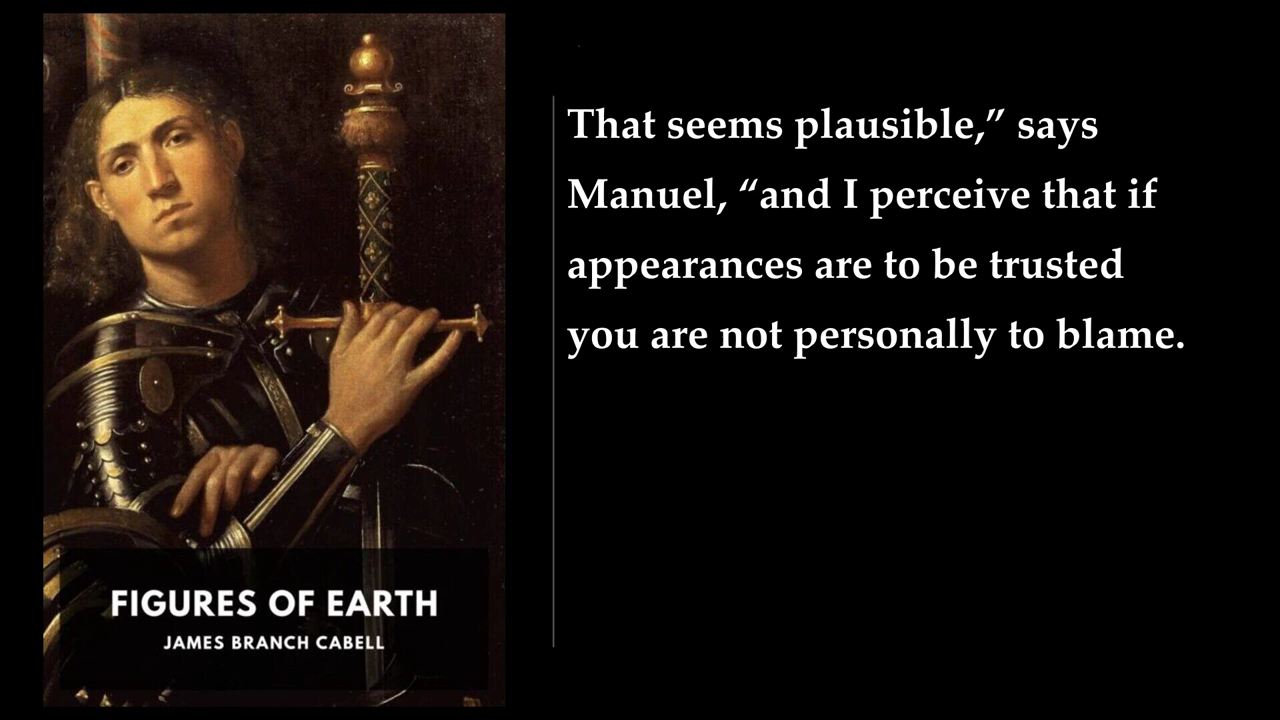 FIGURES OF EARTH
JAMES BRANCH CABELL
That seems plausible,” says
Manuel, “and I perceive that if
appearances are to be trusted
you are not personally to blame.